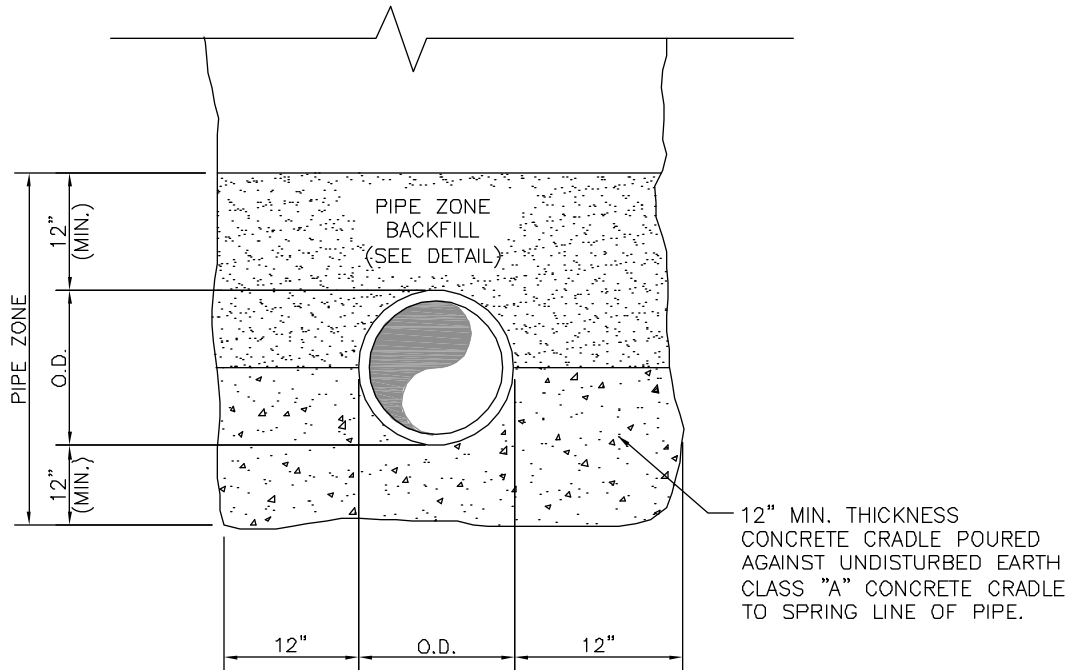 PIPE ZONE
BACKFILL
(SEE DETAIL)
12"
(MIN.)
O.D.
PIPE ZONE
12"
(MIN.)
12" MIN. THICKNESS
CONCRETE CRADLE POURED
AGAINST UNDISTURBED EARTH
CLASS "A" CONCRETE CRADLE
TO SPRING LINE OF PIPE.
12"
O.D.
12"